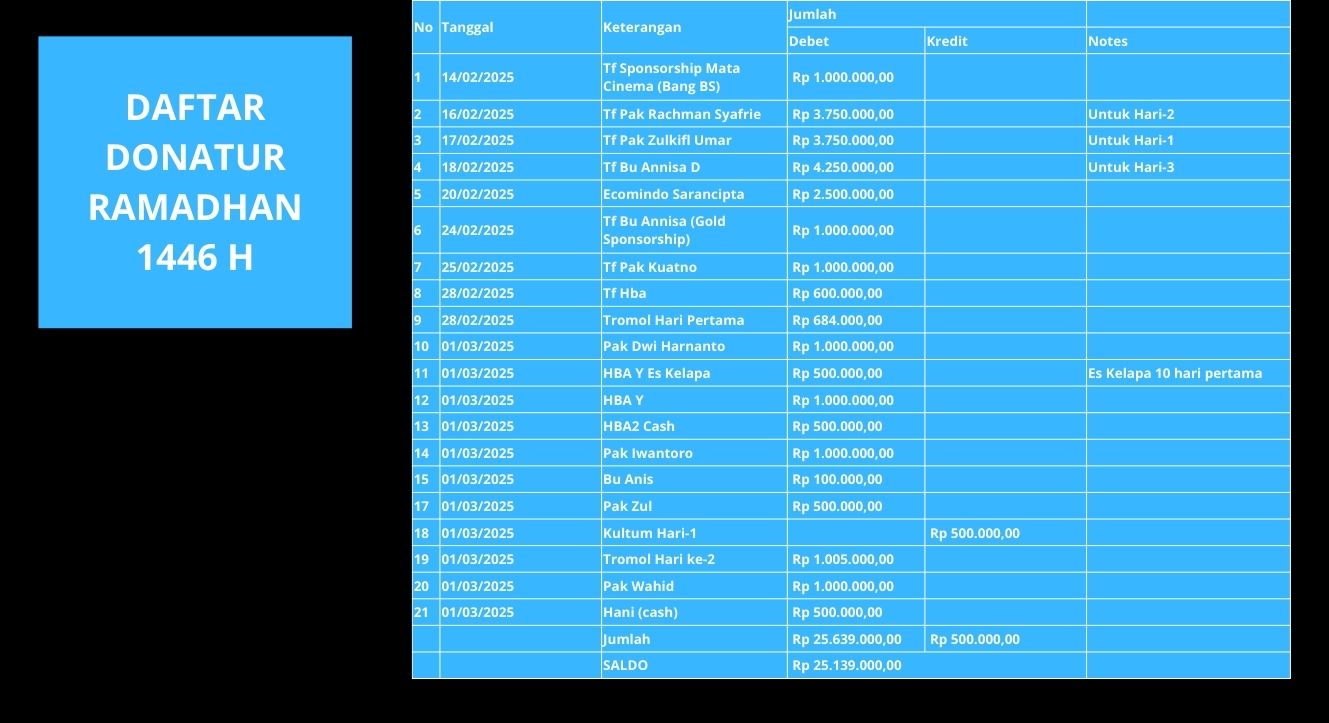 DAFTAR
DONATUR
RAMADHAN
1446 H
No Tanggal Keterangan Jumlah
Debet Kredit Notes
1 14/02/2025 Tf Sponsorship Mata Cinema (Bang BS) Rp 1.000.000,00
2 16/02/2025 Tf Pak Rachman Syafrie Rp 3.750.000,00 Untuk Hari-2
3 17/02/2025 Tf Pak Zulkifl Umar Rp 3.750.000,00 Untuk Hari-1
4 18/02/2025 Tf Bu Annisa D Rp 4.250.000,00 Untuk Hari-3
5 20/02/2025 Ecomindo Sarancipta Rp 2.500.000,00
6 24/02/2025 Tf Bu Annisa (Gold Sponsorship) Rp 1.000.000,00
7 25/02/2025 Tf Pak Kuatno Rp 1.000.000,00
8 28/02/2025 Tf Hba Rp 600.000,00
9 28/02/2025 Tromol Hari Pertama Rp 684.000,00
10 01/03/2025 Pak Dwi Harnanto Rp 1.000.000,00
11 01/03/2025 HBA Y Es Kelapa Rp 500.000,00 Es Kelapa 10 hari pertama
12 01/03/2025 HBA Y Rp 1.000.000,00
13 01/03/2025 HBA2 Cash Rp 500.000,00
14 01/03/2025 Pak Iwantoro Rp 1.000.000,00
15 01/03/2025 Bu Anis Rp 100.000,00
17 01/03/2025 Pak Zul Rp 500.000,00
18 01/03/2025 Kultum Hari-1 Rp 500.000,00
19 01/03/2025 Tromol Hari ke-2 Rp 1.005.000,00
20 01/03/2025 Pak Wahid Rp 1.000.000,00
21 01/03/2025 Hani (cash) Rp 500.000,00
Jumlah Rp 25.639.000,00 Rp 500.000,00
SALDO Rp 25.139.000,00